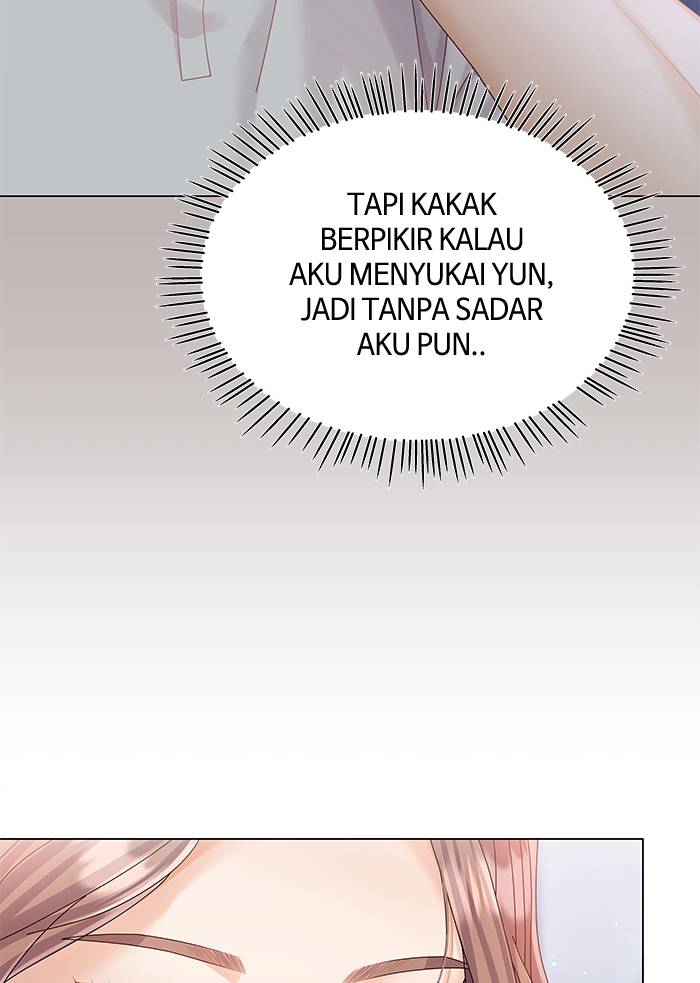 TAPI KAKAK
BERPIKIR KALAU
AKU MENYUKAI YUN,
JADI TANPA SADAR
AKU PUN..